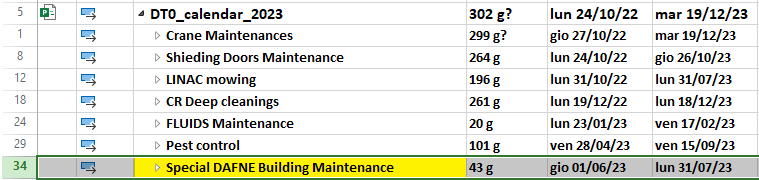 5 DT0_calendar_2023 302 g? lun 24/10/22 mar 19/12/23
1 Crane Maintenances 299 g? gio 27/10/22 mar 19/12/23
8 Shieding Doors Maintenance 264 g lun 24/10/22 gio 26/10/23
12 LINAC mowing 196 g lun 31/10/22 lun 31/07/23
18 CR Deep cleanings 261 g lun 19/12/22 lun 18/12/23
24 FLUIDS Maintenance 20 g lun 23/01/23 ven 17/02/23
29 Pest control 101 g ven 28/04/23 ven 15/09/23
34 Special DAFNE Building Maintenance 43 g gio 01/06/23 lun 31/07/23